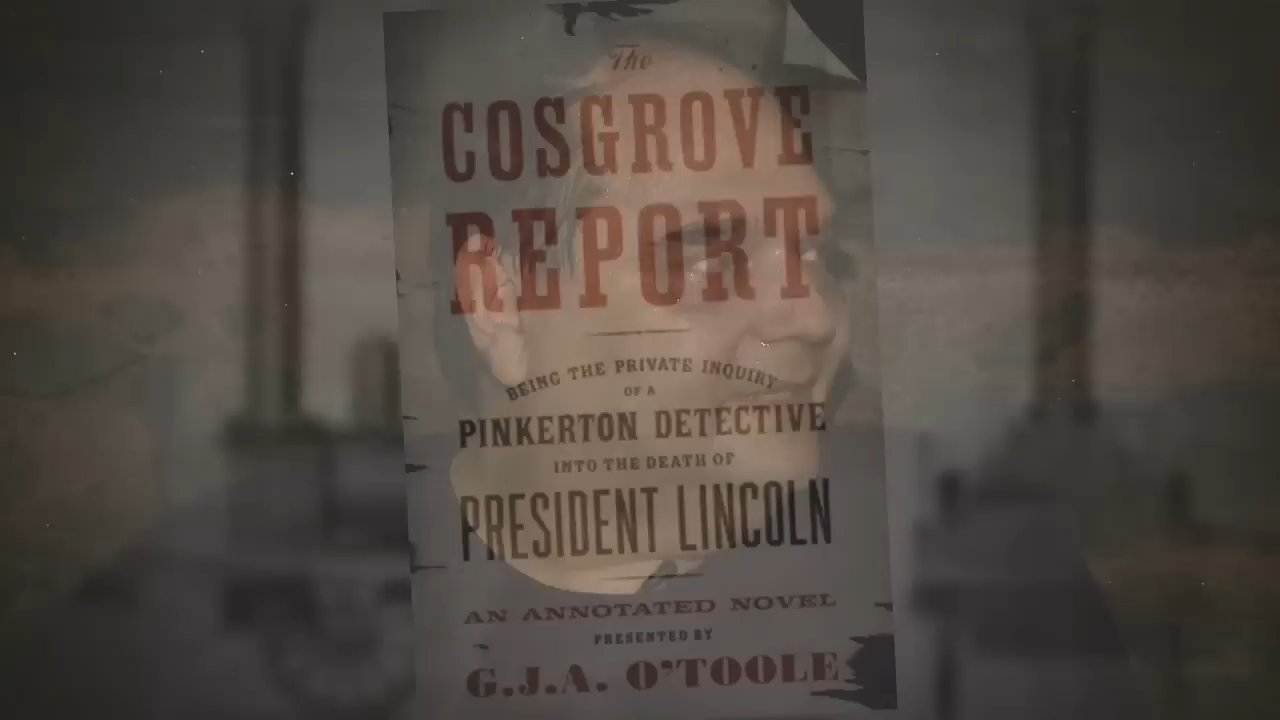 The
COSGROVE
REPORT
BEING THE PRIVATE INQUIRY
OF A
PINKERTON DETECTIVE
INTO THE DEATH OF
PRESIDENT LINCOLN
AN ANNOTATED NOVEL
PRESENTED BY
G.J.A. O'TOOLE